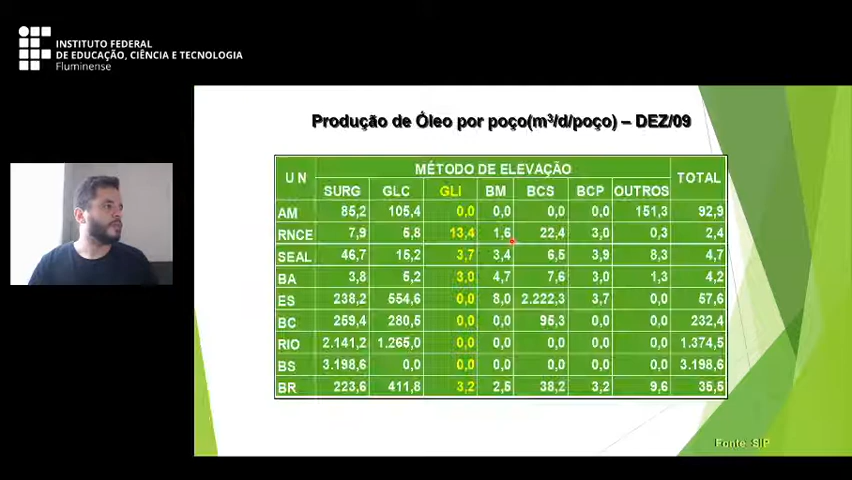 INSTITUTO FEDERAL
DE EDUCAÇÃO, CIÊNCIA E TECNOLOGIA
Fluminense
Produção de Óleo por poço(m³/d/poço) – DEZ/09
U N MÉTODO DE ELEVAÇÃO TOTAL
SURG GLC GLI BM BCS BCP OUTROS
AM 85,2 105,4 0,0 0,0 0,0 0,0 151,3 92,9
RNCE 7,9 5,8 13,4 1,6 22,4 3,0 0,3 2,4
SEAL 46,7 15,2 3,7 3,4 6,5 3,9 8,3 4,7
BA 3,8 5,2 3,0 4,7 7,6 3,0 1,3 4,2
ES 238,2 554,6 0,0 8,0 2.222,3 3,7 0,0 57,6
BC 259,4 280,5 0,0 0,0 95,3 0,0 0,0 232,4
RIO 2.141,2 1.265,0 0,0 0,0 0,0 0,0 0,0 1.374,5
BS 3.198,6 0,0 0,0 0,0 0,0 0,0 0,0 3.198,6
BR 223,6 411,8 3,2 2,5 38,2 3,2 9,6 35,5
Fonte :SIP